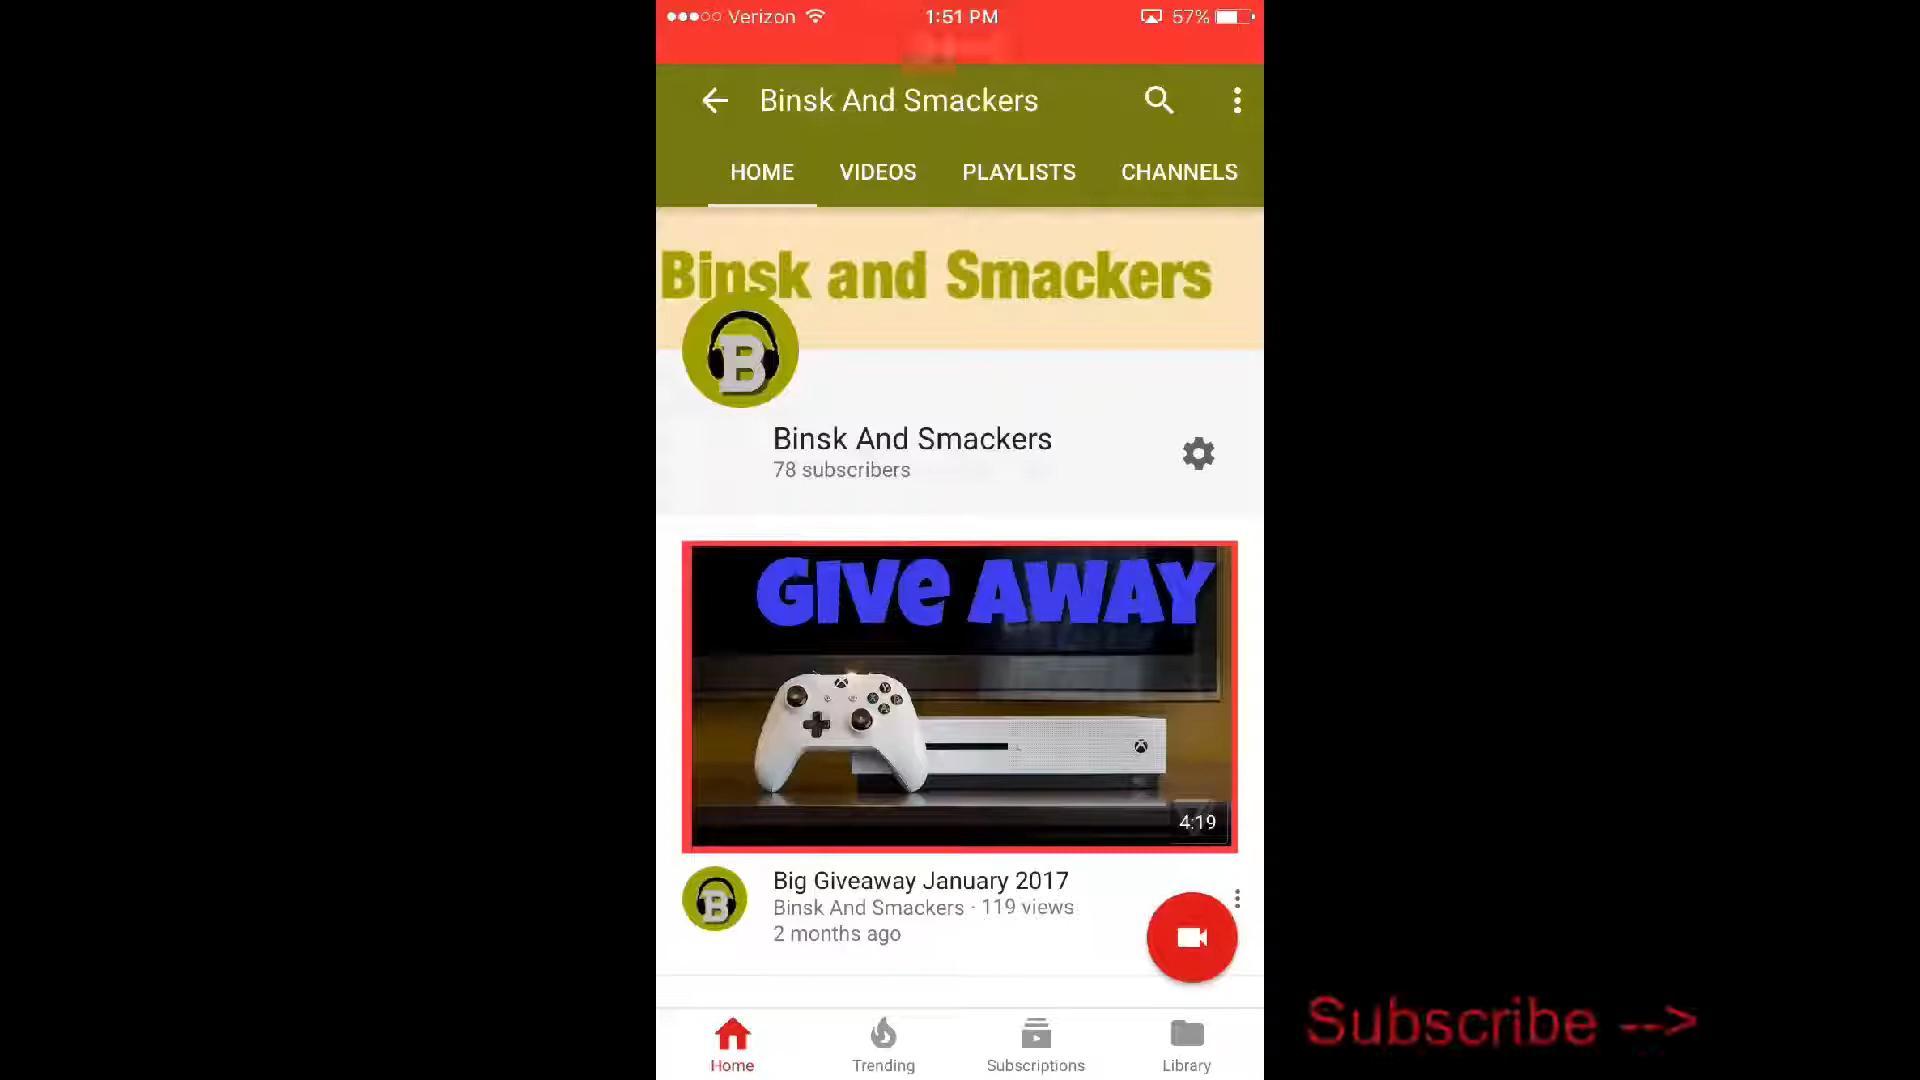 Verizon 1:51 PM 57%
Binsk And Smackers
HOME VIDEOS PLAYLISTS CHANNELS
Binsk and Smackers
B
Binsk And Smackers
78 subscribers
GIVE AWAY
4:19
B
Big Giveaway January 2017
Binsk And Smackers · 119 views
2 months ago
Home Trending Subscriptions Library
Subscribe -->